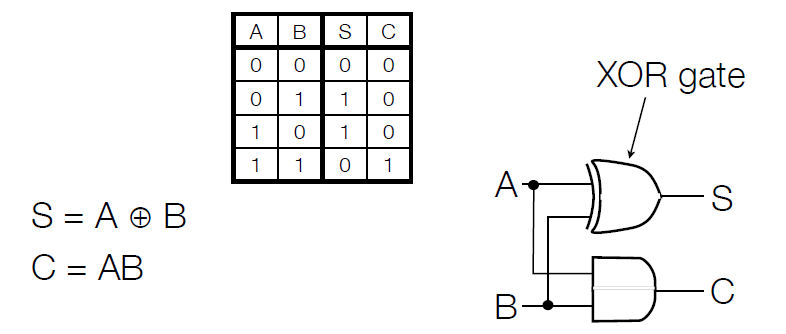 A B S C
0 0 0 0
0 1 1 0
1 0 1 0
1 1 0 1
XOR gate
S = A ⊕ B
C = AB
A
S
B
C